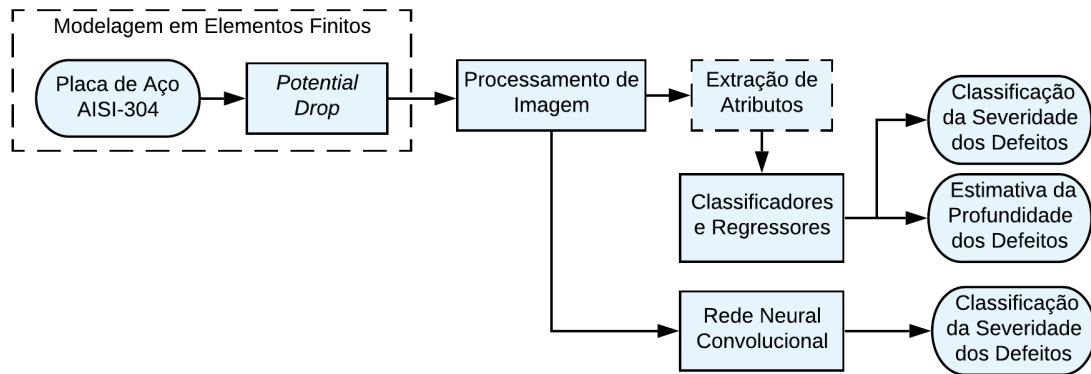 Modelagem em Elementos Finitos
Placa de Aço
AISI-304
Potential
Drop
Processamento de
Imagem
Extração de
Atributos
Classificação
da Severidade
dos Defeitos
Classificadores
e Regressores
Estimativa da
Profundidade
dos Defeitos
Rede Neural
Convolucional
Classificação
da Severidade
dos Defeitos